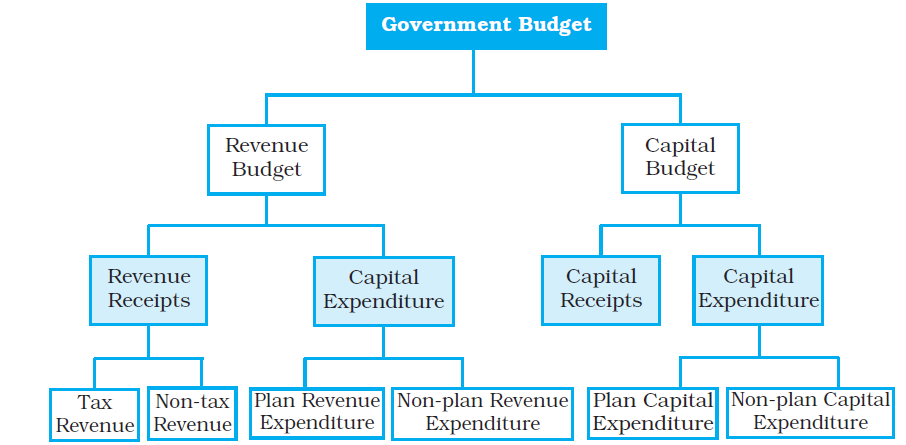 Government Budget
Revenue
Budget
Capital
Budget
Revenue
Receipts
Capital
Expenditure
Capital
Receipts
Capital
Expenditure
Tax
Revenue
Non-tax
Revenue
Plan Revenue
Expenditure
Non-plan Revenue
Expenditure
Plan Capital
Expenditure
Non-plan Capital
Expenditure